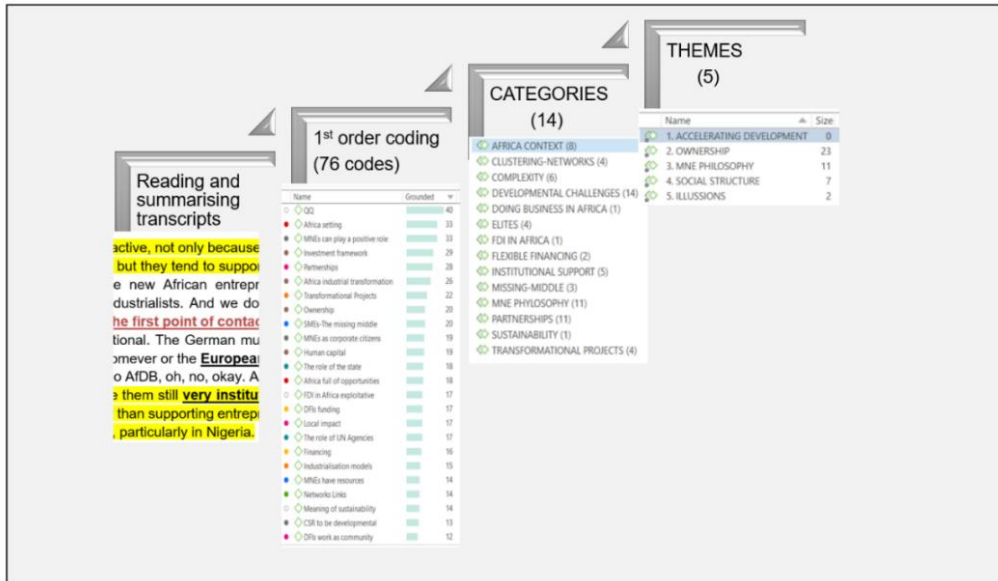 Reading and
summarising
transcripts
active, not only because
but they tend to suppor
e new African entrepr
dustrialists. And we do
he first point of contac
tional. The German mu
omever or the Europea
o AfDB, oh, no, okay. A
e them still very institu
than supporting entrep
, particularly in Nigeria.
1st order coding
(76 codes)
Name Grounded
QQ 40
Africa setting 33
MNEs can play a positive role 33
Investment framework 29
Partnerships 28
Africa industrial transformation 26
Transformational Projects 22
Ownership 20
SMEs-The missing middle 20
MNEs as corporate citizens 19
Human capital 19
The role of the state 18
Africa full of opportunities 18
FDI in Africa exploitative 17
DFIs funding 17
Local impact 17
The role of UN Agencies 17
Financing 16
Industrialisation models 15
MNEs have resources 14
Networks Links 14
Meaning of sustainability 14
CSR to be developmental 13
DFIs work as community 12
CATEGORIES
(14)
AFRICA CONTEXT (8)
CLUSTERING-NETWORKS (4)
COMPLEXITY (6)
DEVELOPMENTAL CHALLENGES (14)
DOING BUSINESS IN AFRICA (1)
ELITES (4)
FDI IN AFRICA (1)
FLEXIBLE FINANCING (2)
INSTITUTIONAL SUPPORT (5)
MISSING-MIDDLE (3)
MNE PHYLOSOPHY (11)
PARTNERSHIPS (11)
SUSTAINABILITY (1)
TRANSFORMATIONAL PROJECTS (4)
THEMES
(5)
Name Size
1. ACCELERATING DEVELOPMENT 0
2. OWNERSHIP 23
3. MNE PHILOSOPHY 11
4. SOCIAL STRUCTURE 7
5. ILLUSSIONS 2